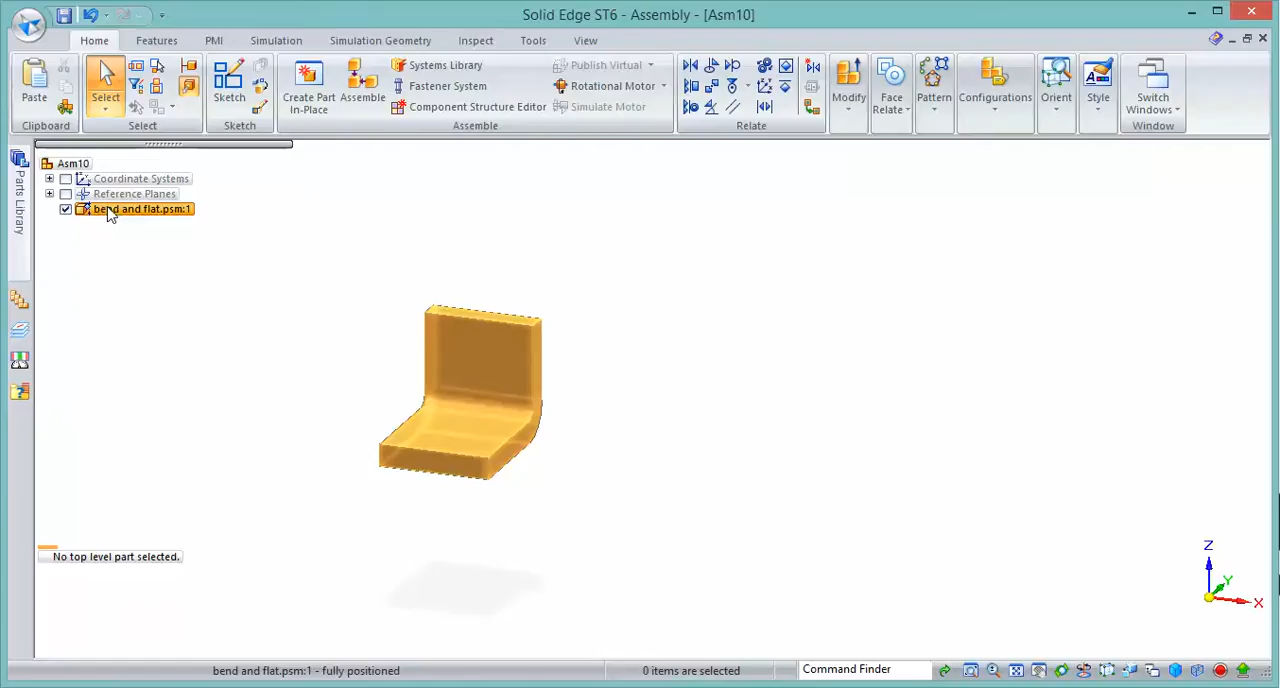 Solid Edge ST6 - Assembly - [Asm10]
Home
Features
PMI
Simulation
Simulation Geometry
Inspect
Tools
View
Paste
Clipboard
Select
Select
Sketch
Sketch
Create Part
In-Place
Assemble
Systems Library
Fastener System
Component Structure Editor
Publish Virtual
Rotational Motor
Simulate Motor
Assemble
Relate
Modify
Face
Relate
Pattern
Configurations
Orient
Style
Switch
Windows
Window
Parts Library
Asm10
Coordinate Systems
Reference Planes
bend and flat.psm:1
No top level part selected.
Z
Y
X
bend and flat.psm:1 - fully positioned
0 items are selected
Command Finder